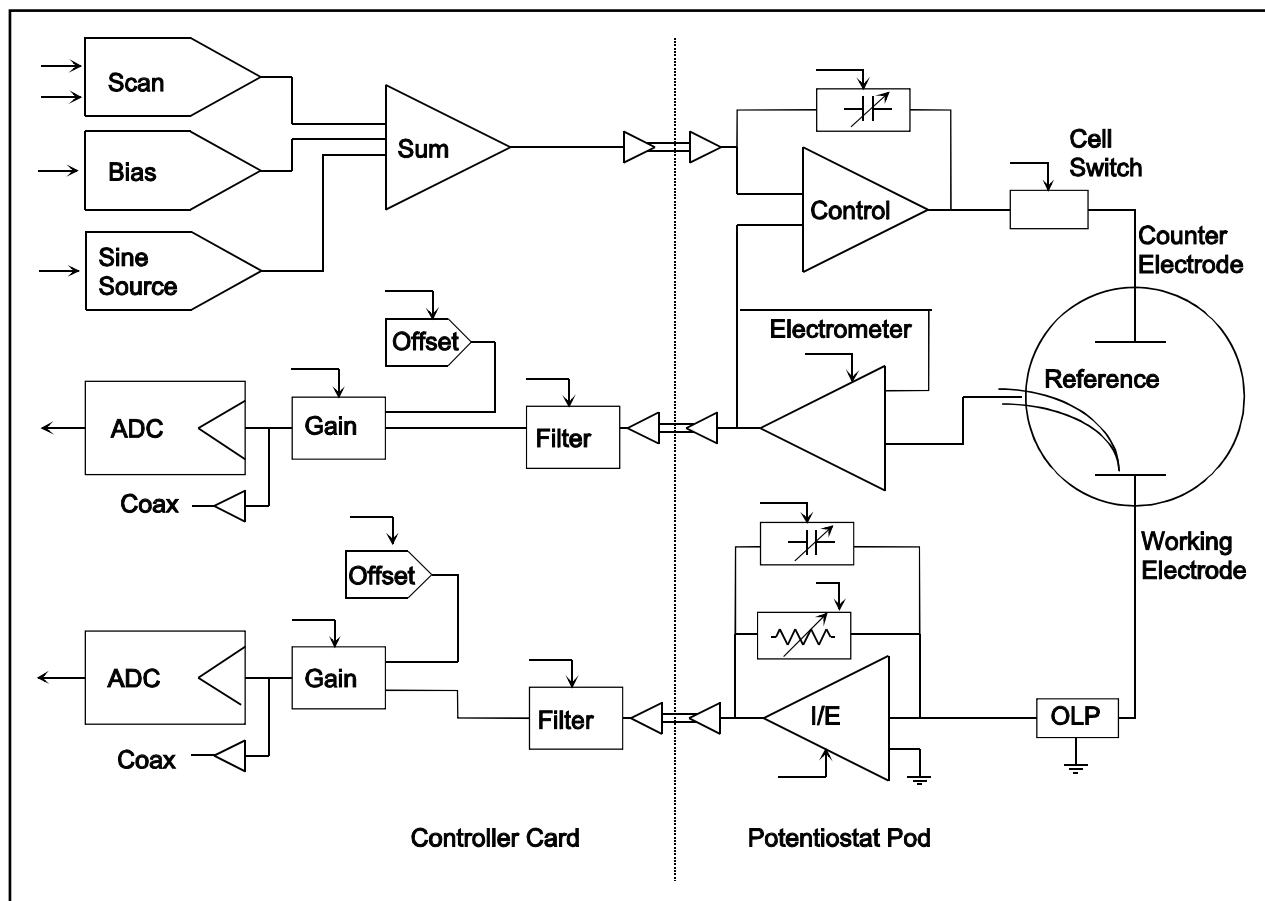 Scan
Bias
Sine
Source
Sum
Control
Cell
Switch
Counter
Electrode
Offset
Electrometer
Reference
ADC
Gain
Filter
Coax
Working
Electrode
Offset
ADC
Gain
Filter
I/E
OLP
Coax
Controller Card
Potentiostat Pod